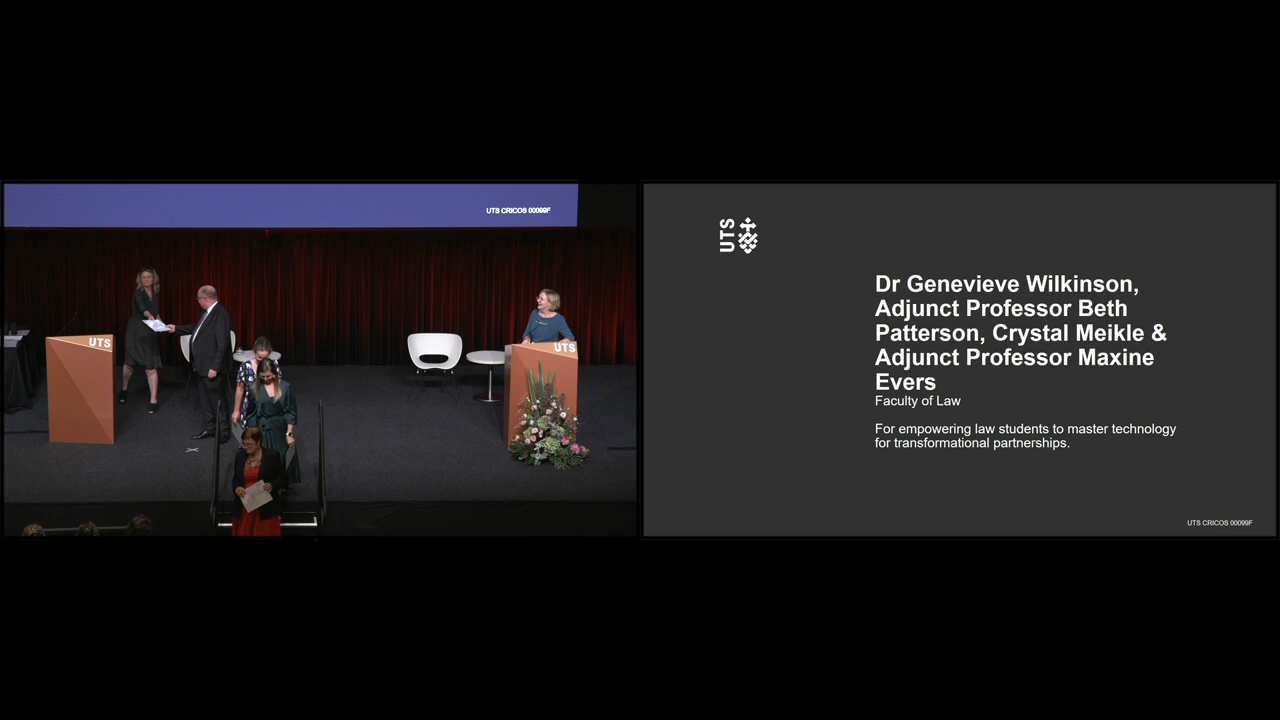 UTS CRICOS 00099F
UTS
UTS
UTS
Dr Genevieve Wilkinson,
Adjunct Professor Beth
Patterson, Crystal Meikle &
Adjunct Professor Maxine
Evers
Faculty of Law
For empowering law students to master technology
for transformational partnerships.
UTS CRICOS 00099F